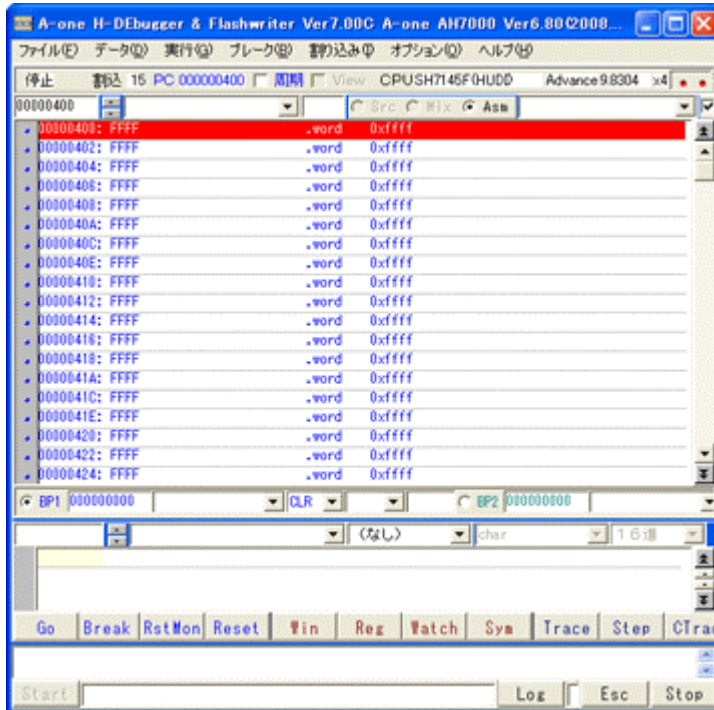 A-one H-DEbugger & Flashwriter Ver7.00C A-one AH7000 Ver6.80(2008...
ファイル(F) データ(D) 実行(G) ブレーク(B) 割り込み(I) オプション(O) ヘルプ(H)
停止 割込 15 PC 000000400 周期 View CPUSH7145F(HUDI) Advance 9.8304 x4
00000400 Src Mix Asm
00000400: FFFF .word 0xffff
00000402: FFFF .word 0xffff
00000404: FFFF .word 0xffff
00000406: FFFF .word 0xffff
00000408: FFFF .word 0xffff
0000040A: FFFF .word 0xffff
0000040C: FFFF .word 0xffff
0000040E: FFFF .word 0xffff
00000410: FFFF .word 0xffff
00000412: FFFF .word 0xffff
00000414: FFFF .word 0xffff
00000416: FFFF .word 0xffff
00000418: FFFF .word 0xffff
0000041A: FFFF .word 0xffff
0000041C: FFFF .word 0xffff
0000041E: FFFF .word 0xffff
00000420: FFFF .word 0xffff
00000422: FFFF .word 0xffff
00000424: FFFF .word 0xffff
BP1 000000000 CLR BP2 000000000
(なし) char 16進
Go Break RstMon Reset Win Reg Watch Sym Trace Step CTrac
Start Log Esc Stop